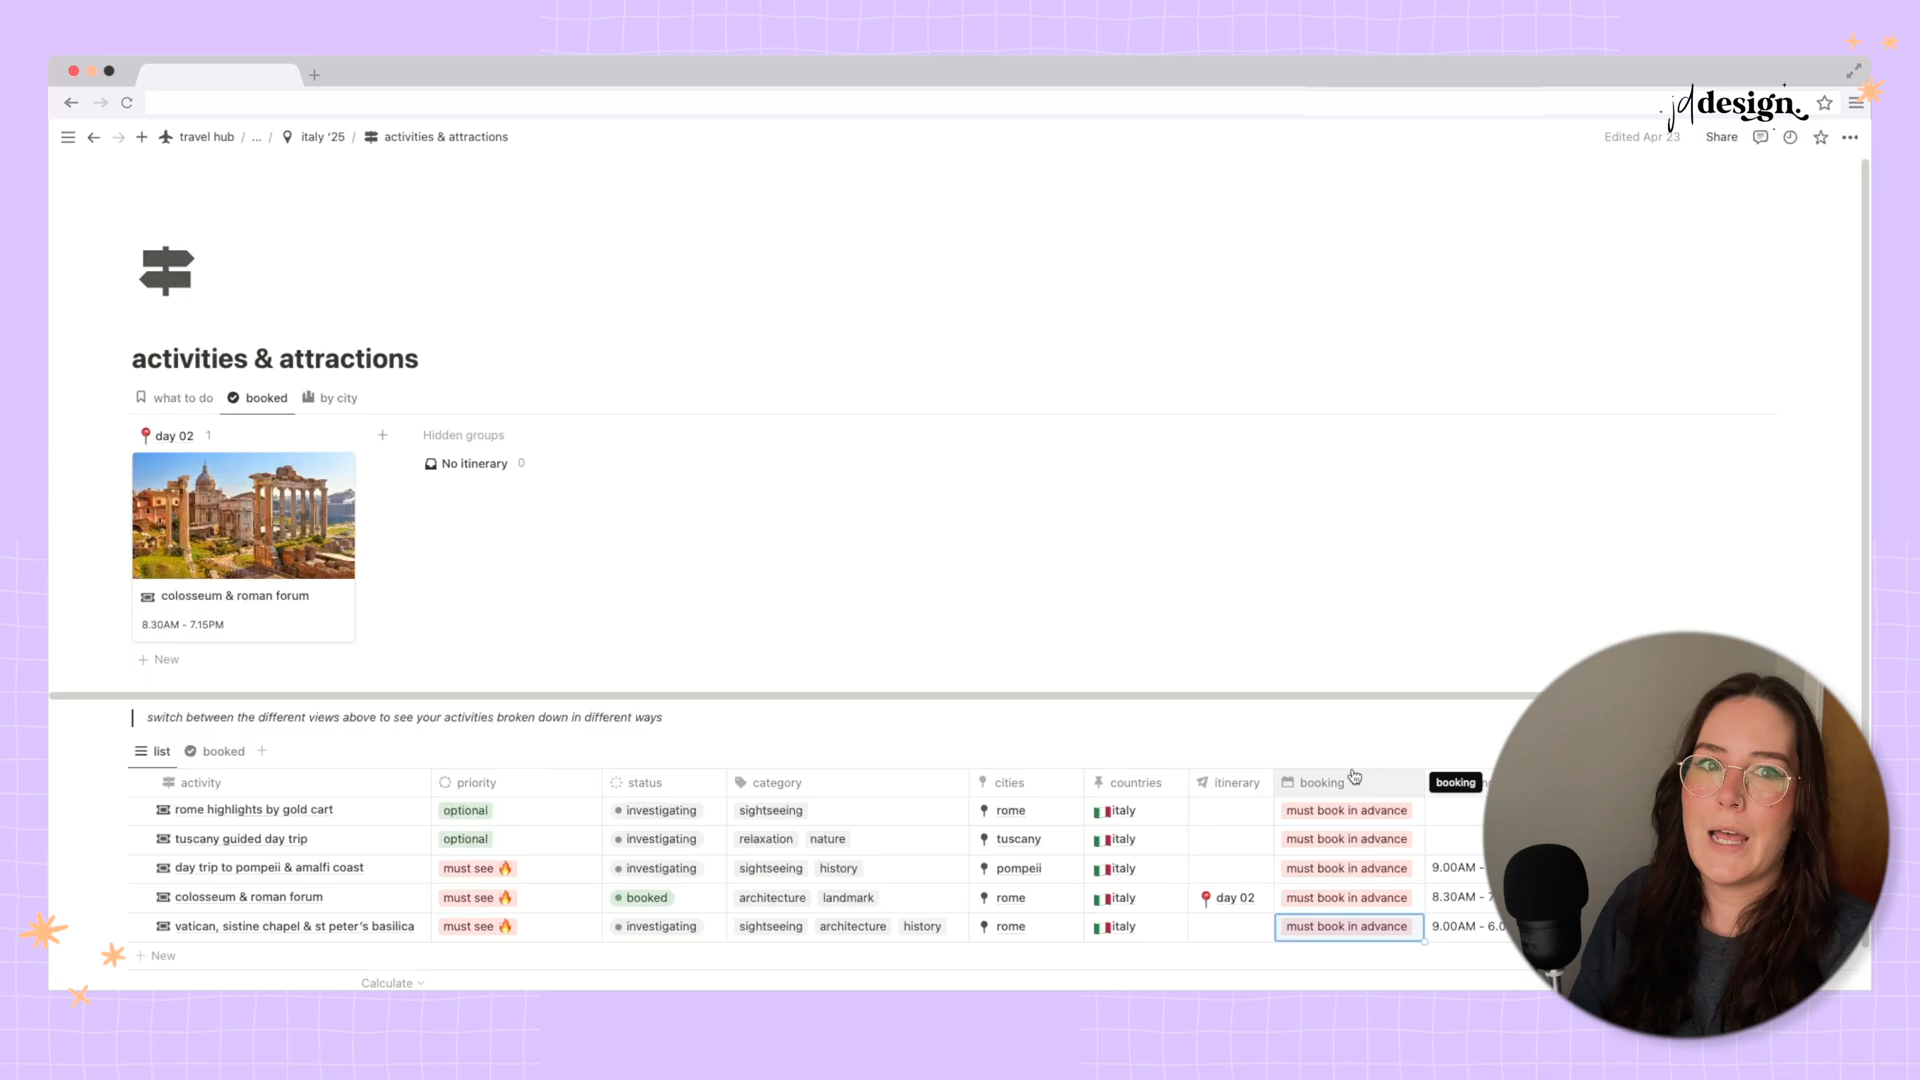 jd design.
travel hub / ... / italy '25 / activities & attractions
Edited Apr 23 Share
activities & attractions
what to do booked by city
day 02 1 Hidden groups
No itinerary 0
colosseum & roman forum
8.30AM - 7.15PM
New
switch between the different views above to see your activities broken down in different ways
list booked
activity priority status category cities countries itinerary booking booking
rome highlights by gold cart optional investigating sightseeing rome italy must book in advance
tuscany guided day trip optional investigating relaxation nature tuscany italy must book in advance
day trip to pompeii & amalfi coast must see investigating sightseeing history pompeii italy must book in advance 9.00AM -
colosseum & roman forum must see booked architecture landmark rome italy day 02 must book in advance 8.30AM - 7
vatican, sistine chapel & st peter's basilica must see investigating sightseeing architecture history rome italy must book in advance 9.00AM - 6.0
New
Calculate